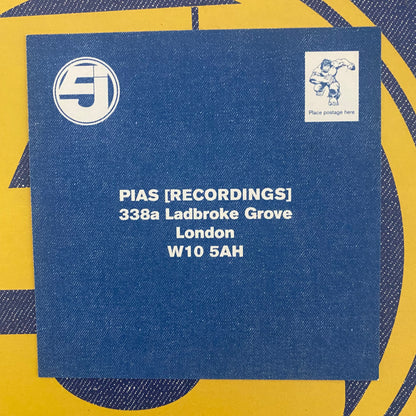 5J
Place postage here
PIAS [RECORDINGS]
338a Ladbroke Grove
London
W10 5AH